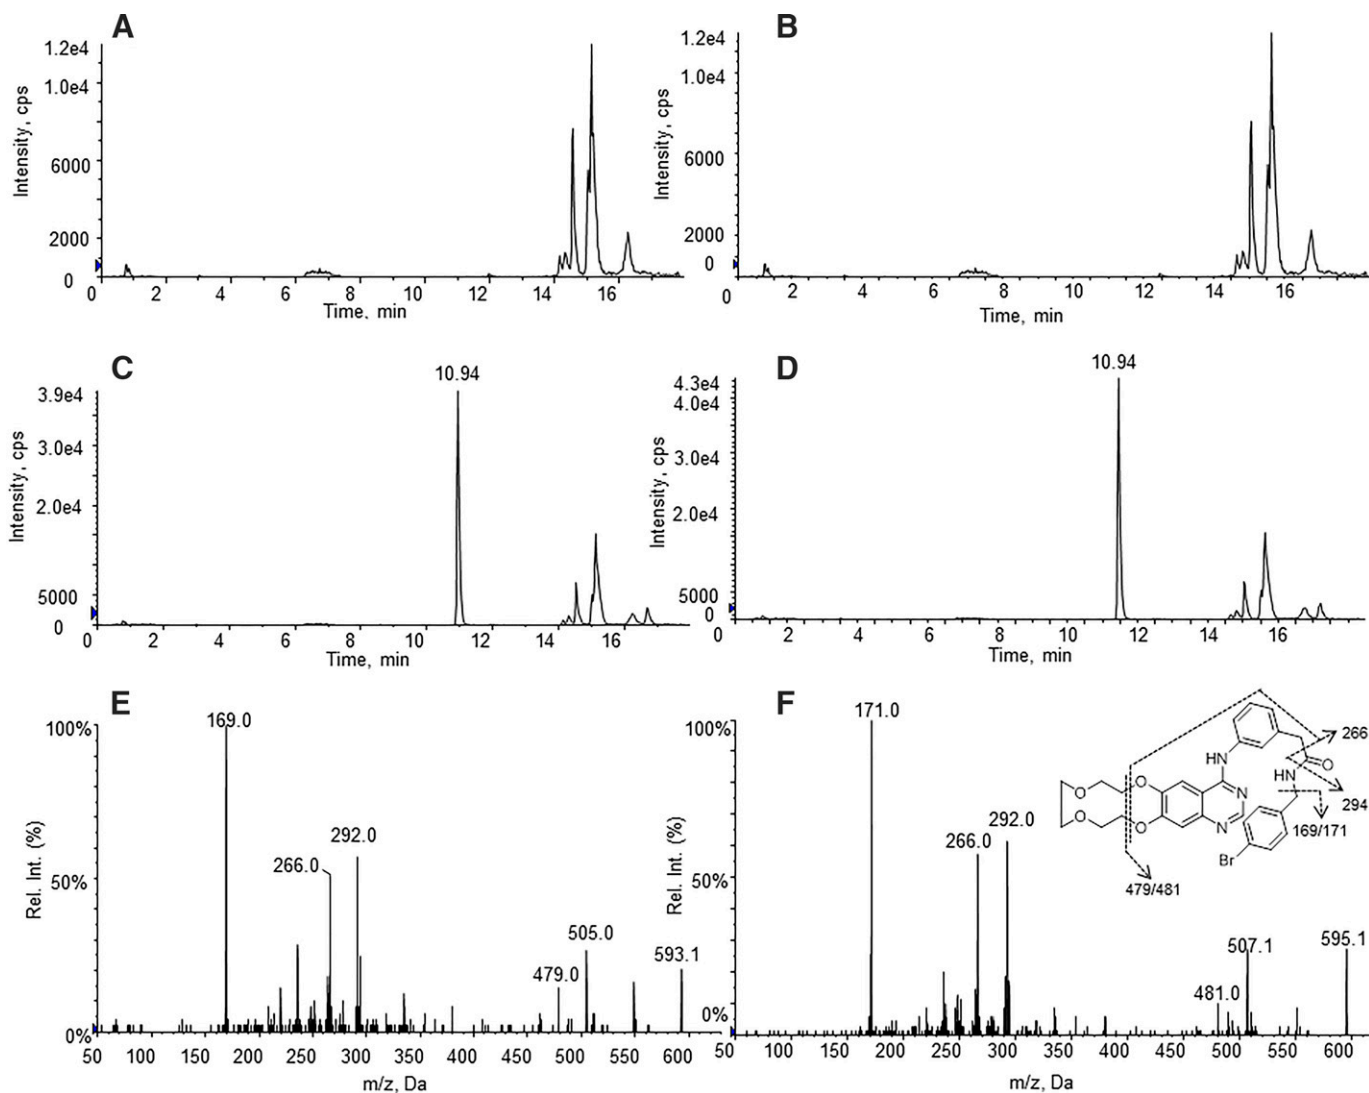 A
Intensity, cps
1.2e4
1.0e4
6000
2000
0
0 2 4 6 8 10 12 14 16
Time, min
B
Intensity, cps
1.2e4
1.0e4
6000
2000
0
0 2 4 6 8 10 12 14 16
Time, min
C
Intensity, cps
3.9e4
3.0e4
2.0e4
5000
0
10.94
0 2 4 6 8 10 12 14 16
Time, min
D
Intensity, cps
4.3e4
4.0e4
3.0e4
2.0e4
5000
0
10.94
0 2 4 6 8 10 12 14 16
Time, min
E
Rel. Int. (%)
100%
50%
0%
169.0
292.0
266.0
505.0
479.0
593.1
50 100 150 200 250 300 350 400 450 500 550 600
m/z, Da
F
Rel. Int. (%)
100%
50%
0%
171.0
292.0
266.0
507.1
595.1
481.0
266
HN
O
O
HN
N
294
O
O
O
N
169/171
Br
479/481
50 100 150 200 250 300 350 400 450 500 550 600
m/z, Da